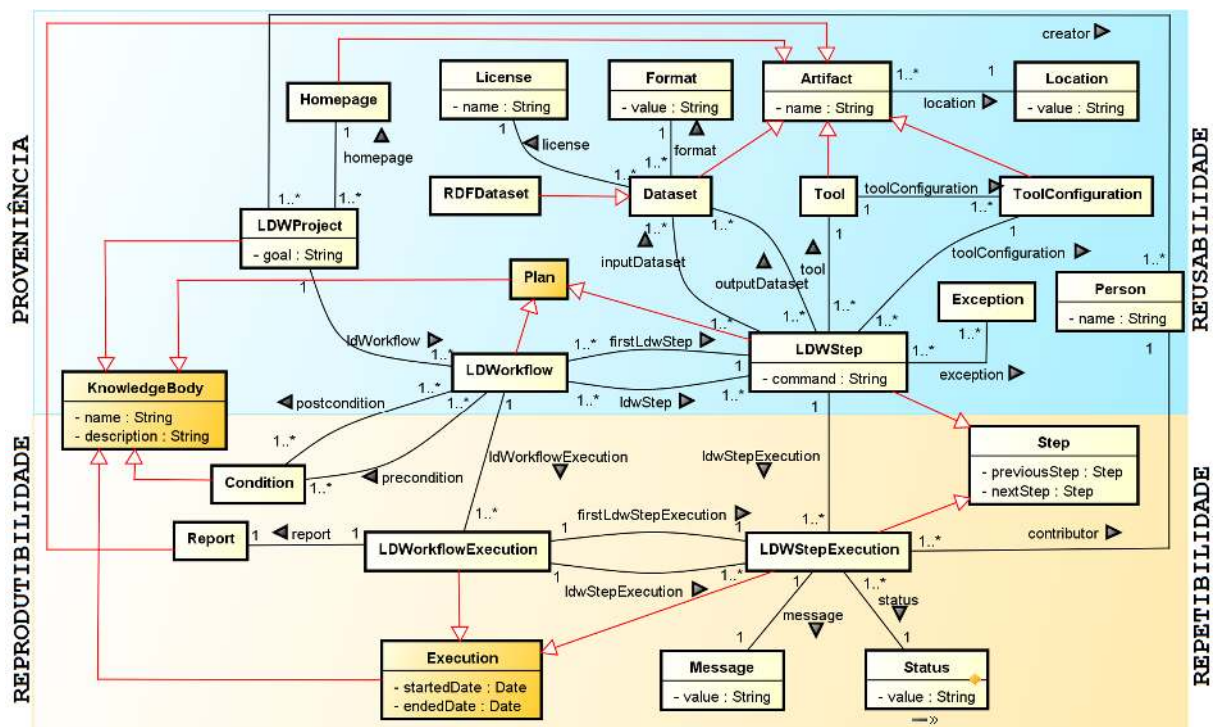 creator
License
- name : String
Format
- value : String
Artifact
- name : String
1..*
1
location
Location
- value : String
Homepage
1
homepage
1
license
1
format
1..*
1..*
RDFDataset
Dataset
Tool
toolConfiguration
1
1..*
ToolConfiguration
PROVENIÊNCIA
REUSABILIDADE
1..*
1..*
LDWProject
- goal : String
1
1..*
1..*
inputDataset
outputDataset
1
tool
1
toolConfiguration
1..*
Person
- name : String
1
Plan
Exception
1..*
ldWorkflow
1..*
LDWorkflow
1..*
firstLdwStep
1
1..*
1..*
1..*
1..*
LDWStep
- command : String
1..*
exception
1..*
ldwStep
1..*
KnowledgeBody
- name : String
- description : String
postcondition
1..*
1..*
1
1
1..*
Condition
1..*
precondition
ldWorkflowExecution
ldwStepExecution
Step
- previousStep : Step
- nextStep : Step
REPRODUTIBILIDADE
REPETIBILIDADE
1..*
firstLdwStepExecution
1..*
Report
1
report
1
LDWorkflowExecution
1
1
LDWStepExecution
1..*
contributor
1
ldwStepExecution
1..*
1
1..*
message
status
1
1
Execution
- startedDate : Date
- endedDate : Date
Message
- value : String
Status
- value : String